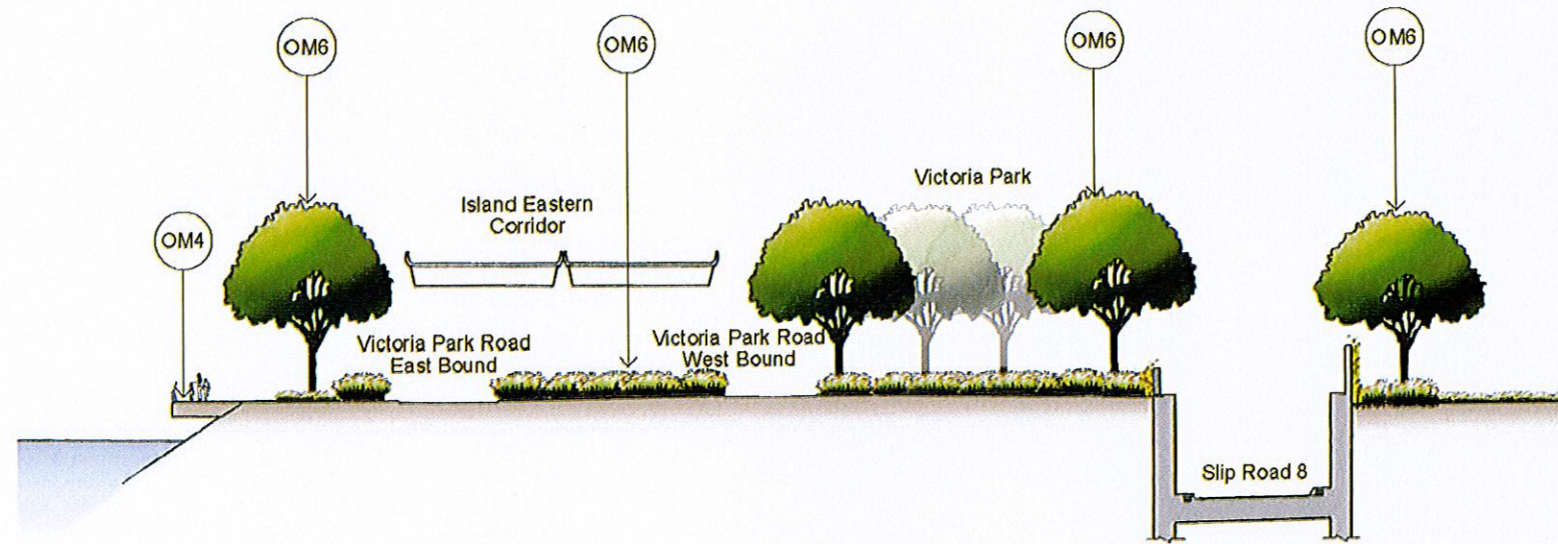 OM6
OM6
OM6
OM6
Victoria Park
Island Eastern
Corridor
OM4
Victoria Park Road
East Bound
Victoria Park Road
West Bound
Slip Road 8